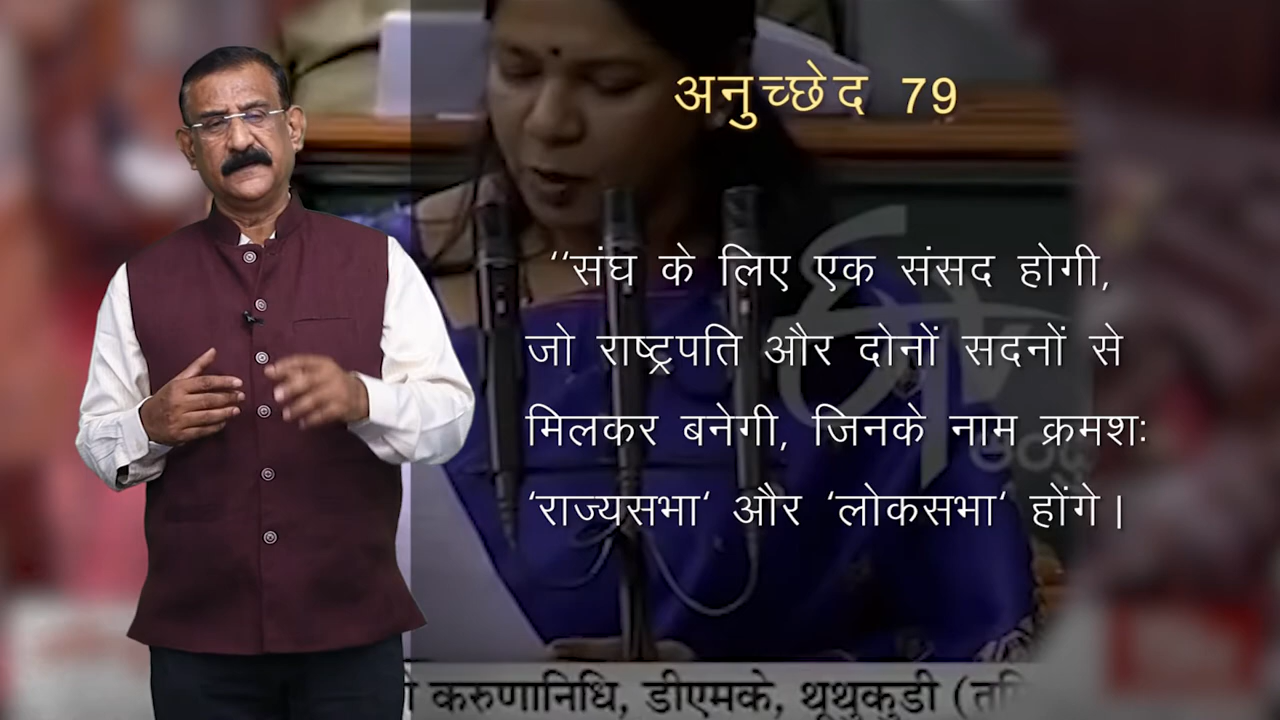 अनुच्छेद 79
‘‘संघ के लिए एक संसद होगी,
जो राष्ट्रपति और दोनों सदनों से
मिलकर बनेगी, जिनके नाम क्रमशः
‘राज्यसभा‘ और ‘लोकसभा‘ होंगे।
करुणानिधि, डीएमके, थूथुकुडी